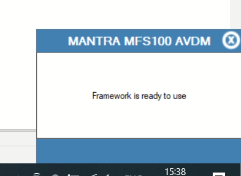 MANTRA MFS100 AVDM
Framework is ready to use
15:38